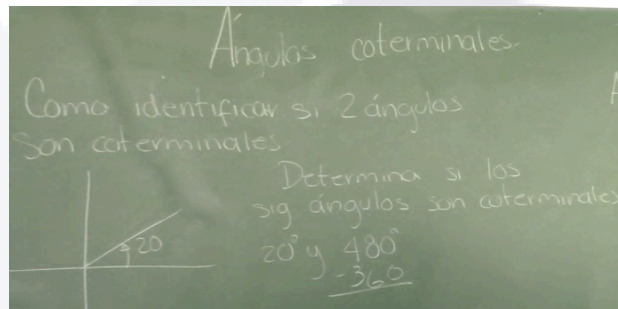 Ángulos coterminales.
Como identificar si 2 ángulos
son coterminales
Determina si los
sig ángulos son coterminales
20° y 480°
-360
20
A